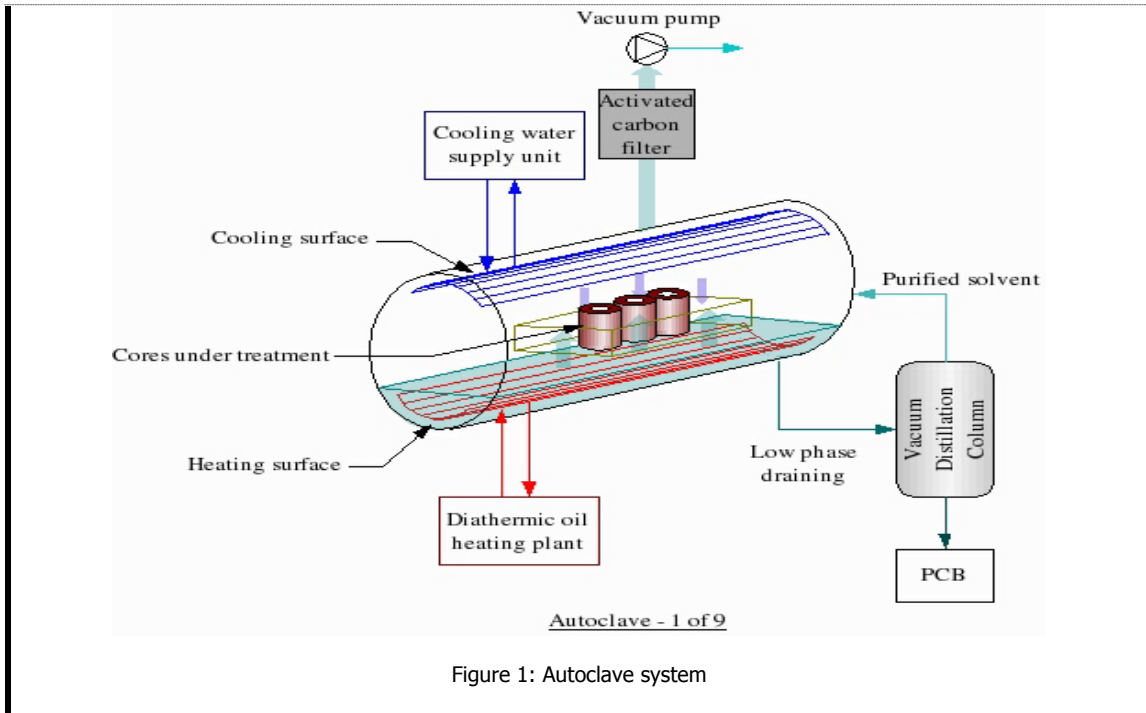 Vacuum pump
Activated
carbon
filter
Cooling water
supply unit
Cooling surface
Purified solvent
Cores under treatment
Vacuum
Distillation
Column
Low phase
draining
Heating surface
Diathermic oil
heating plant
PCB
Autoclave - 1 of 9
Figure 1: Autoclave system